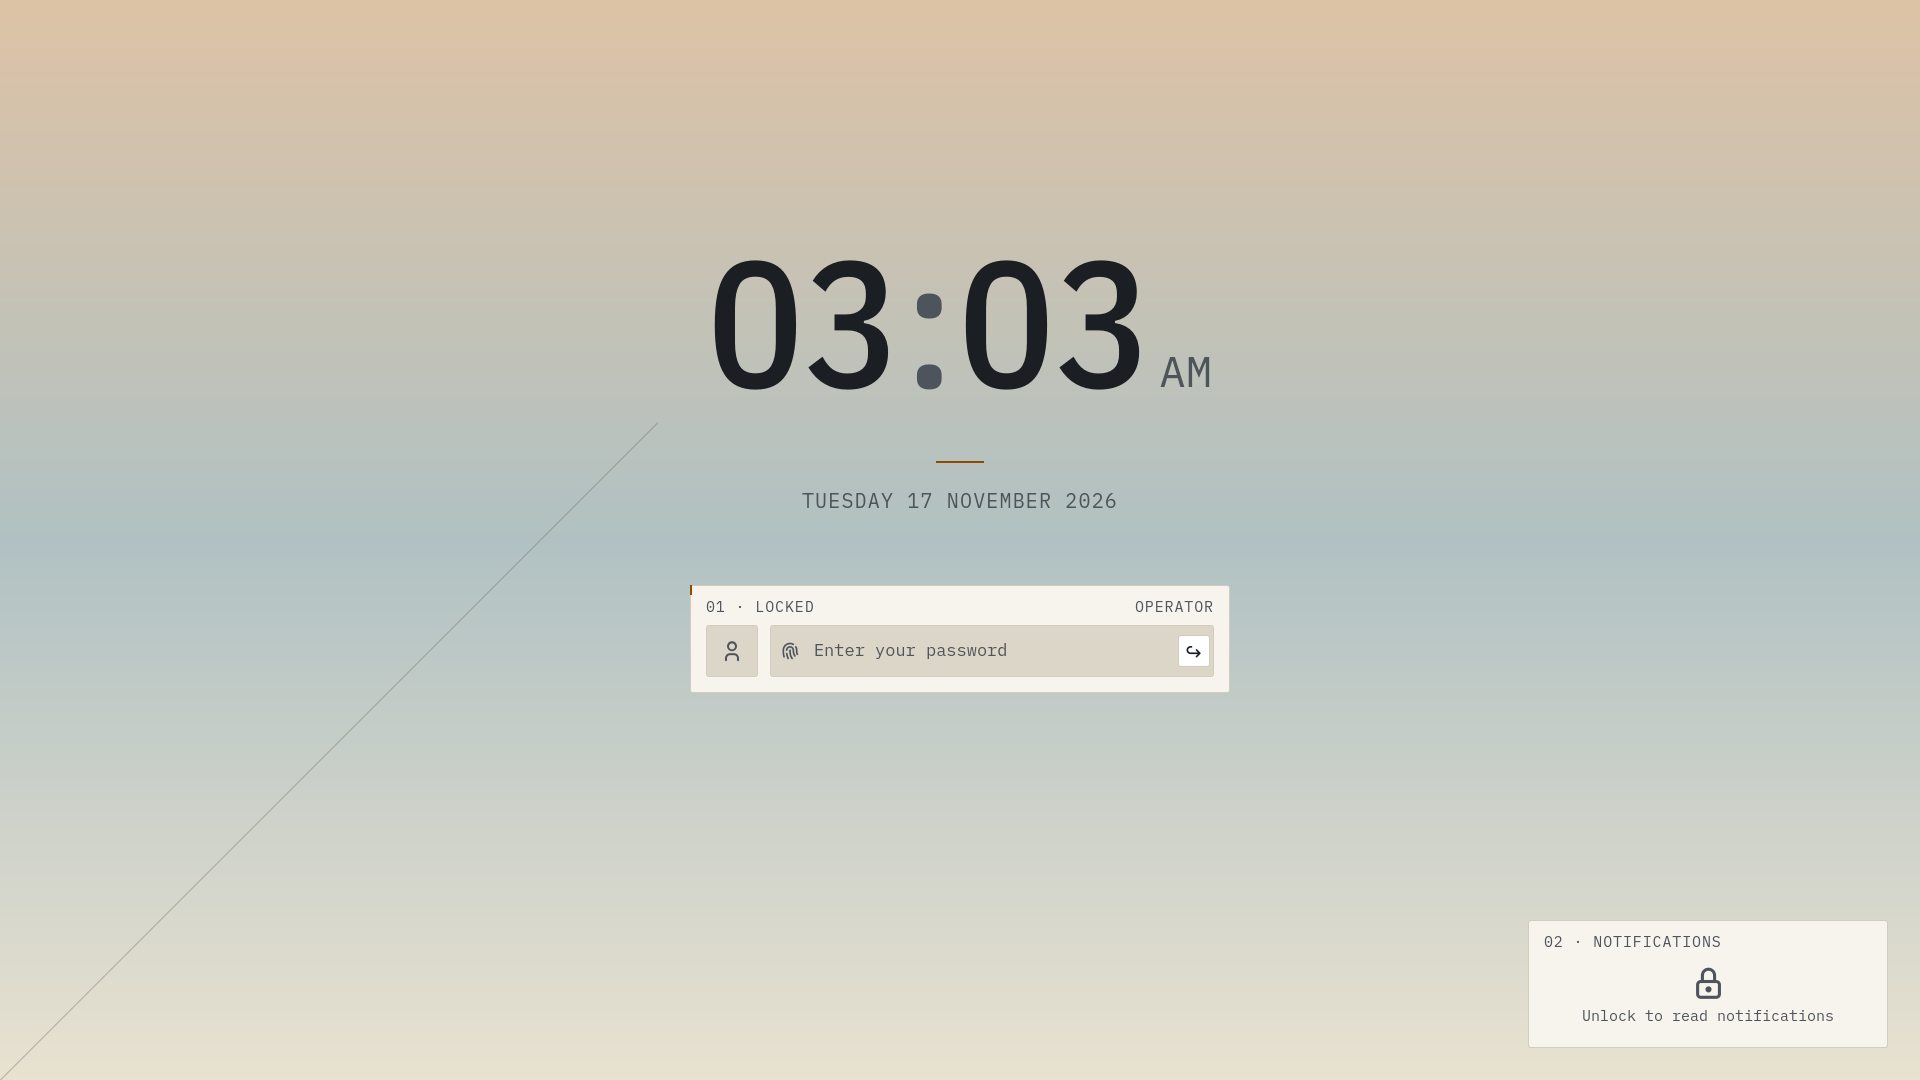 03:03 AM
TUESDAY 17 NOVEMBER 2026
01 · LOCKED OPERATOR
Enter your password
02 · NOTIFICATIONS
Unlock to read notifications